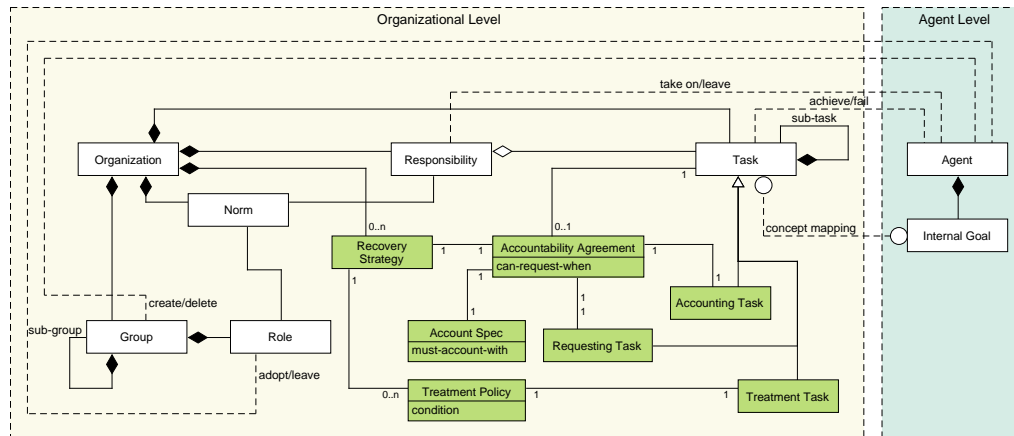 Organizational Level
Agent Level
take on/leave
achieve/fail
sub-task
Organization
Responsibility
Task
Agent
1
Norm
0..n
0..1
concept mapping
Internal Goal
Recovery
Strategy
1
1
Accountability Agreement
can-request-when
1
1
1
1
1
1
1
1
Accounting Task
create/delete
sub-group
Group
Role
Account Spec
must-account-with
Requesting Task
adopt/leave
0..n
Treatment Policy
condition
1
1
Treatment Task